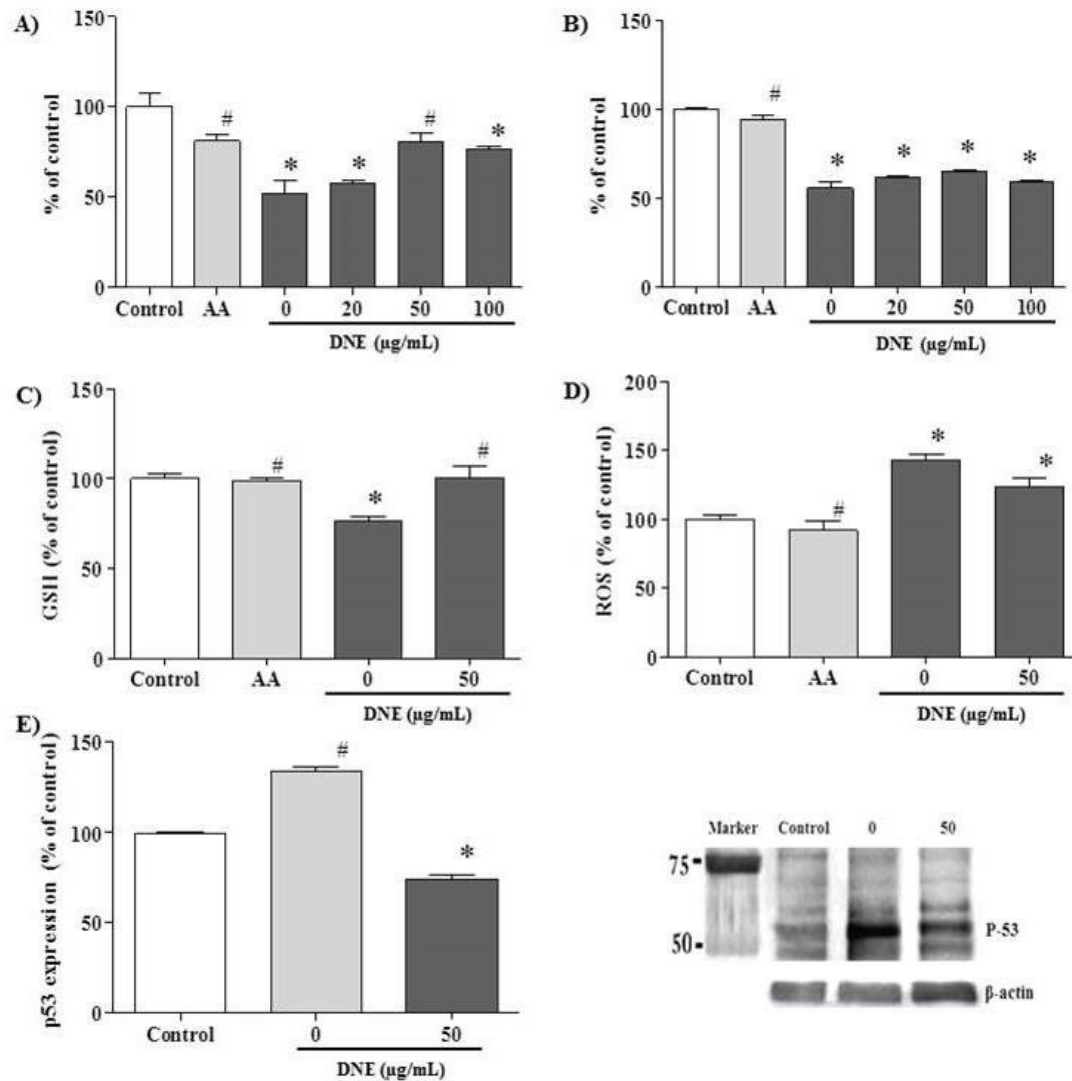 A)
150
100
50
0
% of control
#
*
*
#
*
Control AA 0 20 50 100
DNE (µg/mL)
B)
150
100
50
0
% of control
#
*
*
*
*
Control AA 0 20 50 100
DNE (µg/mL)
C)
150
100
50
0
GSH (% of control)
#
*
#
Control AA 0 50
DNE (µg/mL)
D)
200
150
100
50
0
ROS (% of control)
#
*
*
Control AA 0 50
DNE (µg/mL)
E)
150
100
50
0
p53 expression (% of control)
#
*
Control 0 50
DNE (µg/mL)
Marker Control 0 50
75
50
P-53
β-actin